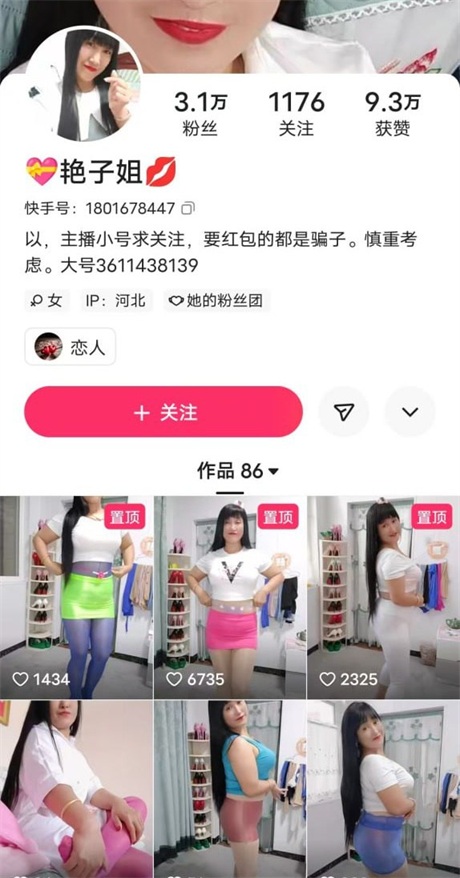 3.1万
1176
9.3万
粉丝
关注
获赞
艳子姐
快手号：1801678447
以，主播小号求关注，要红包的都是骗子。慎重考
虑。大号3611438139
女
IP：河北
她的粉丝团
恋人
＋ 关注
作品 86
置顶
置顶
置顶
V
1434
6735
2325